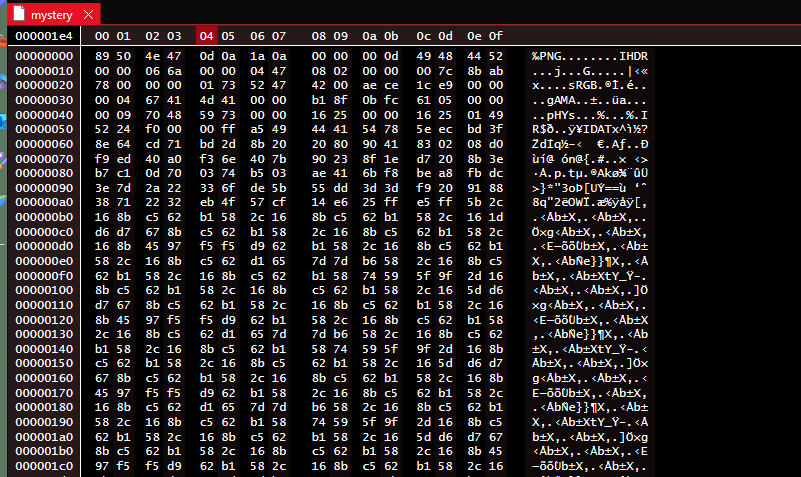 mystery
000001e4 00 01 02 03 04 05 06 07 08 09 0a 0b 0c 0d 0e 0f
00000000 89 50 4e 47 0d 0a 1a 0a 00 00 00 0d 49 48 44 52 ‰PNG........IHDR
00000010 00 00 06 6a 00 00 04 47 08 02 00 00 00 7c 8b ab ...j...G.....|‹«
00000020 78 00 00 00 01 73 52 47 42 00 ae ce 1c e9 00 00 x....sRGB.®Î.é..
00000030 00 04 67 41 4d 41 00 00 b1 8f 0b fc 61 05 00 00 ..gAMA..±..üa...
00000040 00 09 70 48 59 73 00 00 16 25 00 00 16 25 01 49 ..pHYs...%...%.I
00000050 52 24 f0 00 00 ff a5 49 44 41 54 78 5e ec bd 3f R$ð..ÿ¥IDATx^ì½?
00000060 8e 64 cd 71 bd 2d 8b 20 20 80 90 41 83 02 08 d0 ŽdÍq½-‹  €.Aƒ..Ð
00000070 f9 ed 40 a0 f3 6e 40 7b 90 23 8f 1e d7 20 8b 3e ùí@ ón@{.#..× ‹>
00000080 b7 c1 0d 70 03 74 b5 03 ae 41 6b f8 be a8 fb dc ·Á.p.tµ.®Akø¾¨ûÜ
00000090 3e 7d 2a 22 33 6f de 5b 55 dd 3d 3d f9 20 91 88 >}*"3oÞ[UÝ==ù ‘ˆ
000000a0 38 71 22 32 eb 4f 57 cf 14 e6 25 ff e5 ff 5b 2c 8q"2ëOWÏ.æ%ÿåÿ[,
000000b0 16 8b c5 62 b1 58 2c 16 8b c5 62 b1 58 2c 16 1d .‹Åb±X,.‹Åb±X,..
000000c0 d6 d7 67 8b c5 62 b1 58 2c 16 8b c5 62 b1 58 2c Ö×g‹Åb±X,.‹Åb±X,
000000d0 16 8b 45 97 f5 f5 d9 62 b1 58 2c 16 8b c5 62 b1 .‹E—õõÙb±X,.‹Åb±
000000e0 58 2c 16 8b c5 62 d1 65 7d 7d b6 58 2c 16 8b c5 X,.‹ÅbÑe}}¶X,.‹Å
000000f0 62 b1 58 2c 16 8b c5 62 b1 58 74 59 5f 9f 2d 16 b±X,.‹Åb±XtY_Ÿ-.
00000100 8b c5 62 b1 58 2c 16 8b c5 62 b1 58 2c 16 5d d6 ‹Åb±X,.‹Åb±X,.]Ö
00000110 d7 67 8b c5 62 b1 58 2c 16 8b c5 62 b1 58 2c 16 ×g‹Åb±X,.‹Åb±X,.
00000120 8b 45 97 f5 f5 d9 62 b1 58 2c 16 8b c5 62 b1 58 ‹E—õõÙb±X,.‹Åb±X
00000130 2c 16 8b c5 62 d1 65 7d 7d b6 58 2c 16 8b c5 62 ,.‹ÅbÑe}}¶X,.‹Åb
00000140 b1 58 2c 16 8b c5 62 b1 58 74 59 5f 9f 2d 16 8b ±X,.‹Åb±XtY_Ÿ-.‹
00000150 c5 62 b1 58 2c 16 8b c5 62 b1 58 2c 16 5d d6 d7 Åb±X,.‹Åb±X,.]Ö×
00000160 67 8b c5 62 b1 58 2c 16 8b c5 62 b1 58 2c 16 8b g‹Åb±X,.‹Åb±X,.‹
00000170 45 97 f5 f5 d9 62 b1 58 2c 16 8b c5 62 b1 58 2c E—õõÙb±X,.‹Åb±X,
00000180 16 8b c5 62 d1 65 7d 7d b6 58 2c 16 8b c5 62 b1 .‹ÅbÑe}}¶X,.‹Åb±
00000190 58 2c 16 8b c5 62 b1 58 74 59 5f 9f 2d 16 8b c5 X,.‹Åb±XtY_Ÿ-.‹Å
000001a0 62 b1 58 2c 16 8b c5 62 b1 58 2c 16 5d d6 d7 67 b±X,.‹Åb±X,.]Ö×g
000001b0 8b c5 62 b1 58 2c 16 8b c5 62 b1 58 2c 16 8b 45 ‹Åb±X,.‹Åb±X,.‹E
000001c0 97 f5 f5 d9 62 b1 58 2c 16 8b c5 62 b1 58 2c 16 —õõÙb±X,.‹Åb±X,.